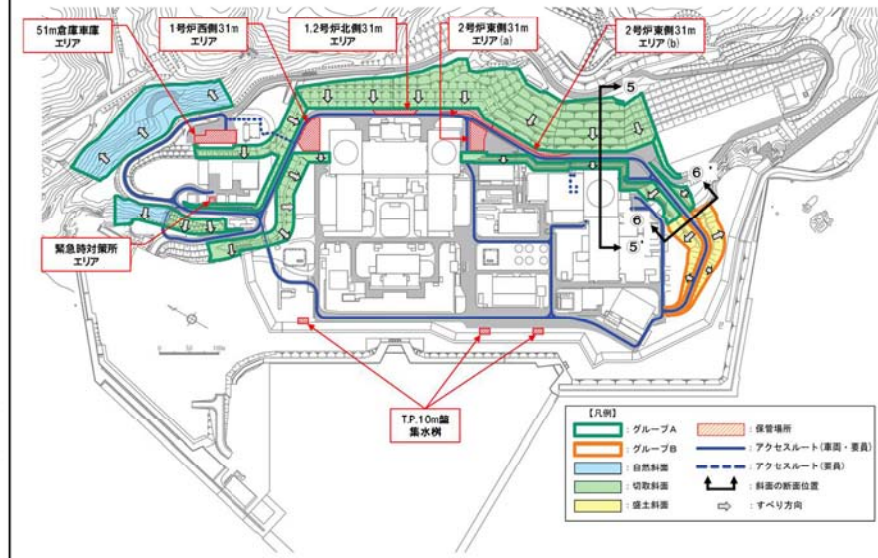 51m倉庫車庫
エリア
1号炉西側31m
エリア
1,2号炉北側31m
エリア
2号炉東側31m
エリア(a)
2号炉東側31m
エリア(b)
5
6'
6
5'
緊急時対策所
エリア
0 50 100m
T.P.10m盤
集水桝
【凡例】
：グループA
：グループB
：自然斜面
：切取斜面
：盛土斜面
：保管場所
：アクセスルート(車両・要員)
：アクセスルート(要員)
：斜面の断面位置
：すべり方向